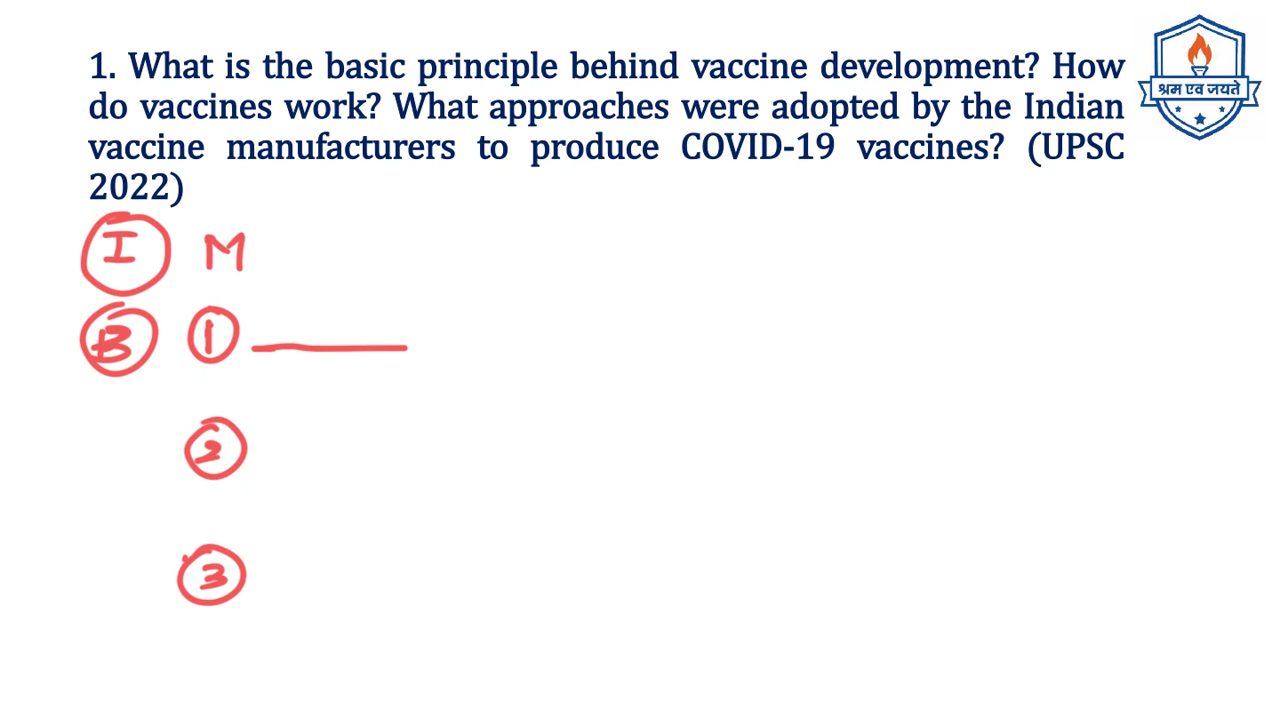 1. What is the basic principle behind vaccine development? How
do vaccines work? What approaches were adopted by the Indian
vaccine manufacturers to produce COVID-19 vaccines? (UPSC
2022)
श्रम एव जयते
I M
B 1
2
3